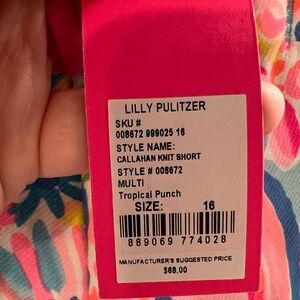 LILLY PULITZER
SKU #
008672 999025 16
STYLE NAME:
CALLAHAN KNIT SHORT
STYLE # 008672
MULTI
Tropical Punch
SIZE: 16
889069 774028
MANUFACTURER'S SUGGESTED PRICE
$68.00